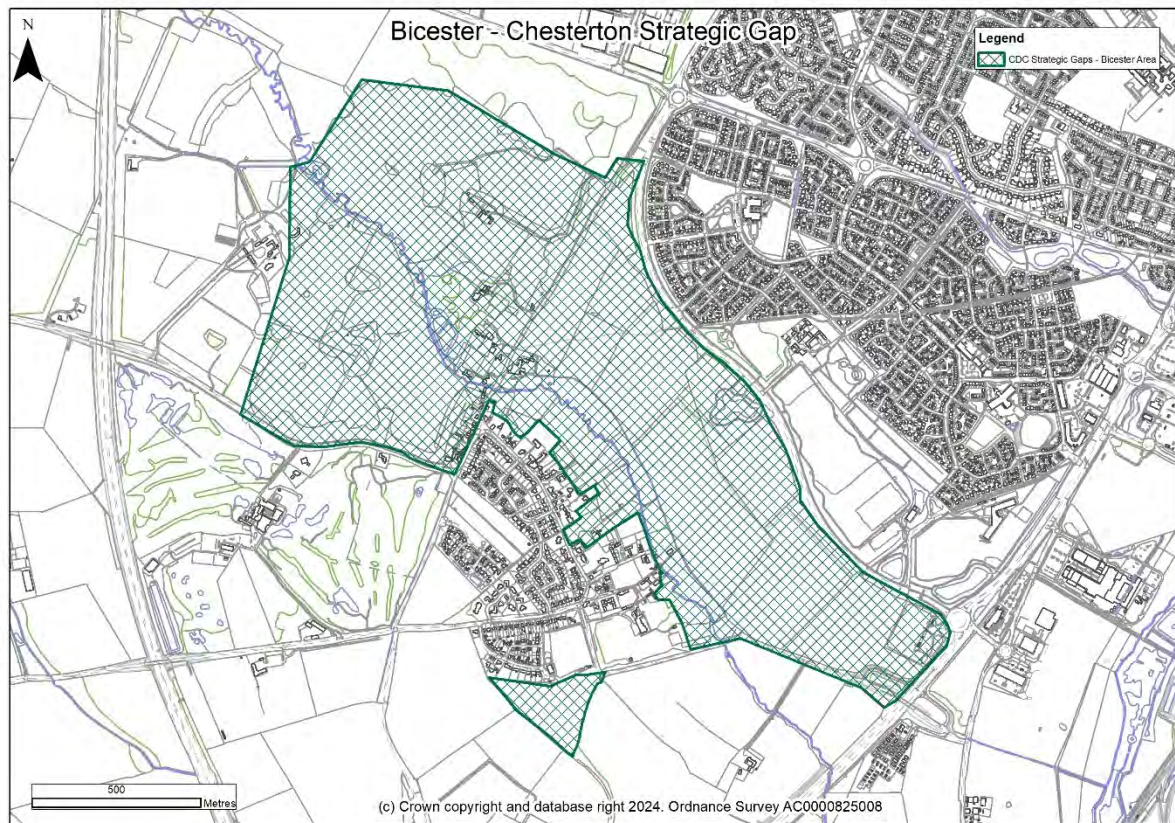 Bicester - Chesterton Strategic Gap
N
Legend
CDC Strategic Gaps - Bicester Area
500
Metres
(c) Crown copyright and database right 2024. Ordnance Survey AC0000825008